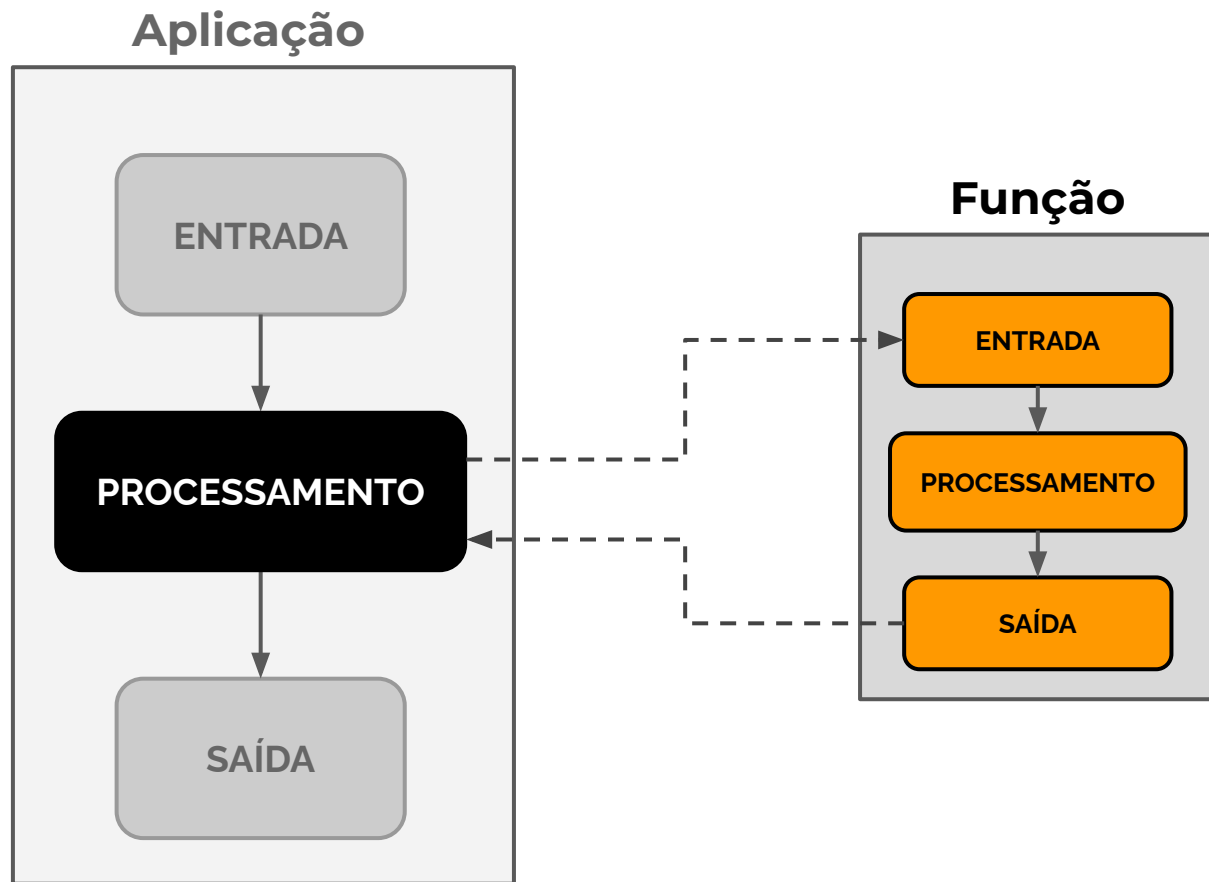 Aplicação
ENTRADA
PROCESSAMENTO
SAÍDA
Função
ENTRADA
PROCESSAMENTO
SAÍDA